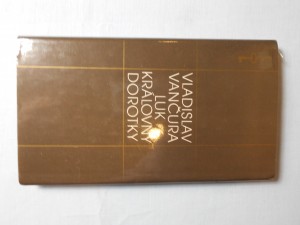 VLADISLAV
VANČURA
LUK
KRÁLOVNY
DOROTKY